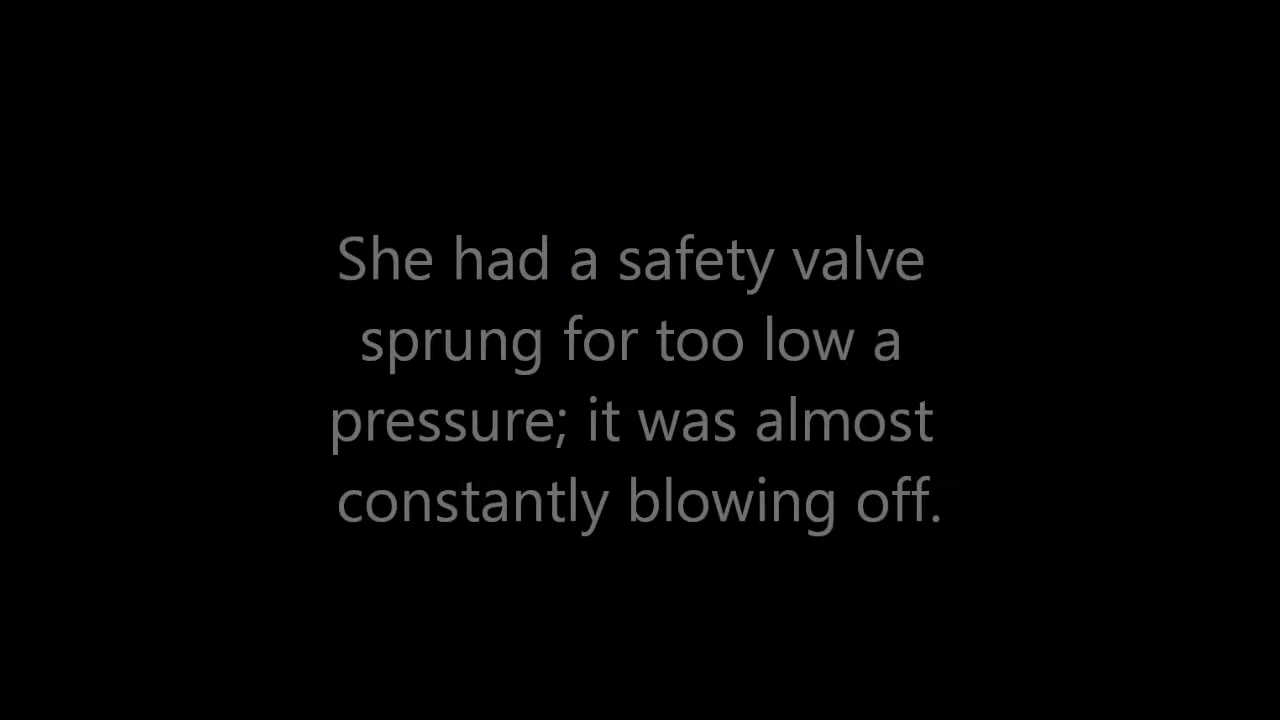 She had a safety valve
sprung for too low a
pressure; it was almost
constantly blowing off.